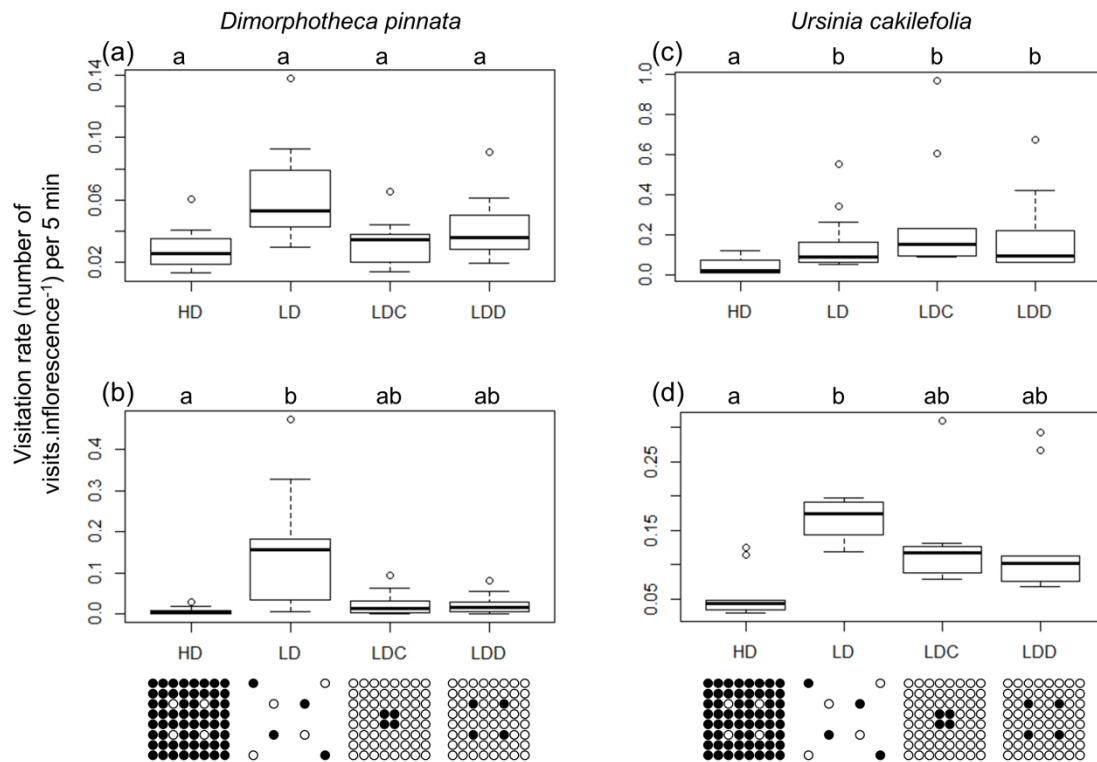 Dimorphotheca pinnata
Ursinia cakilefolia
Visitation rate (number of
visits.inflorescence-1) per 5 min
(a)
a a a a
0.14
0.10
0.06
0.02
HD LD LDC LDD
(c)
a b b b
1.0
0.8
0.6
0.4
0.2
0.0
HD LD LDC LDD
(b)
a b ab ab
0.4
0.3
0.2
0.1
0.0
HD LD LDC LDD
(d)
a b ab ab
0.25
0.15
0.05
HD LD LDC LDD